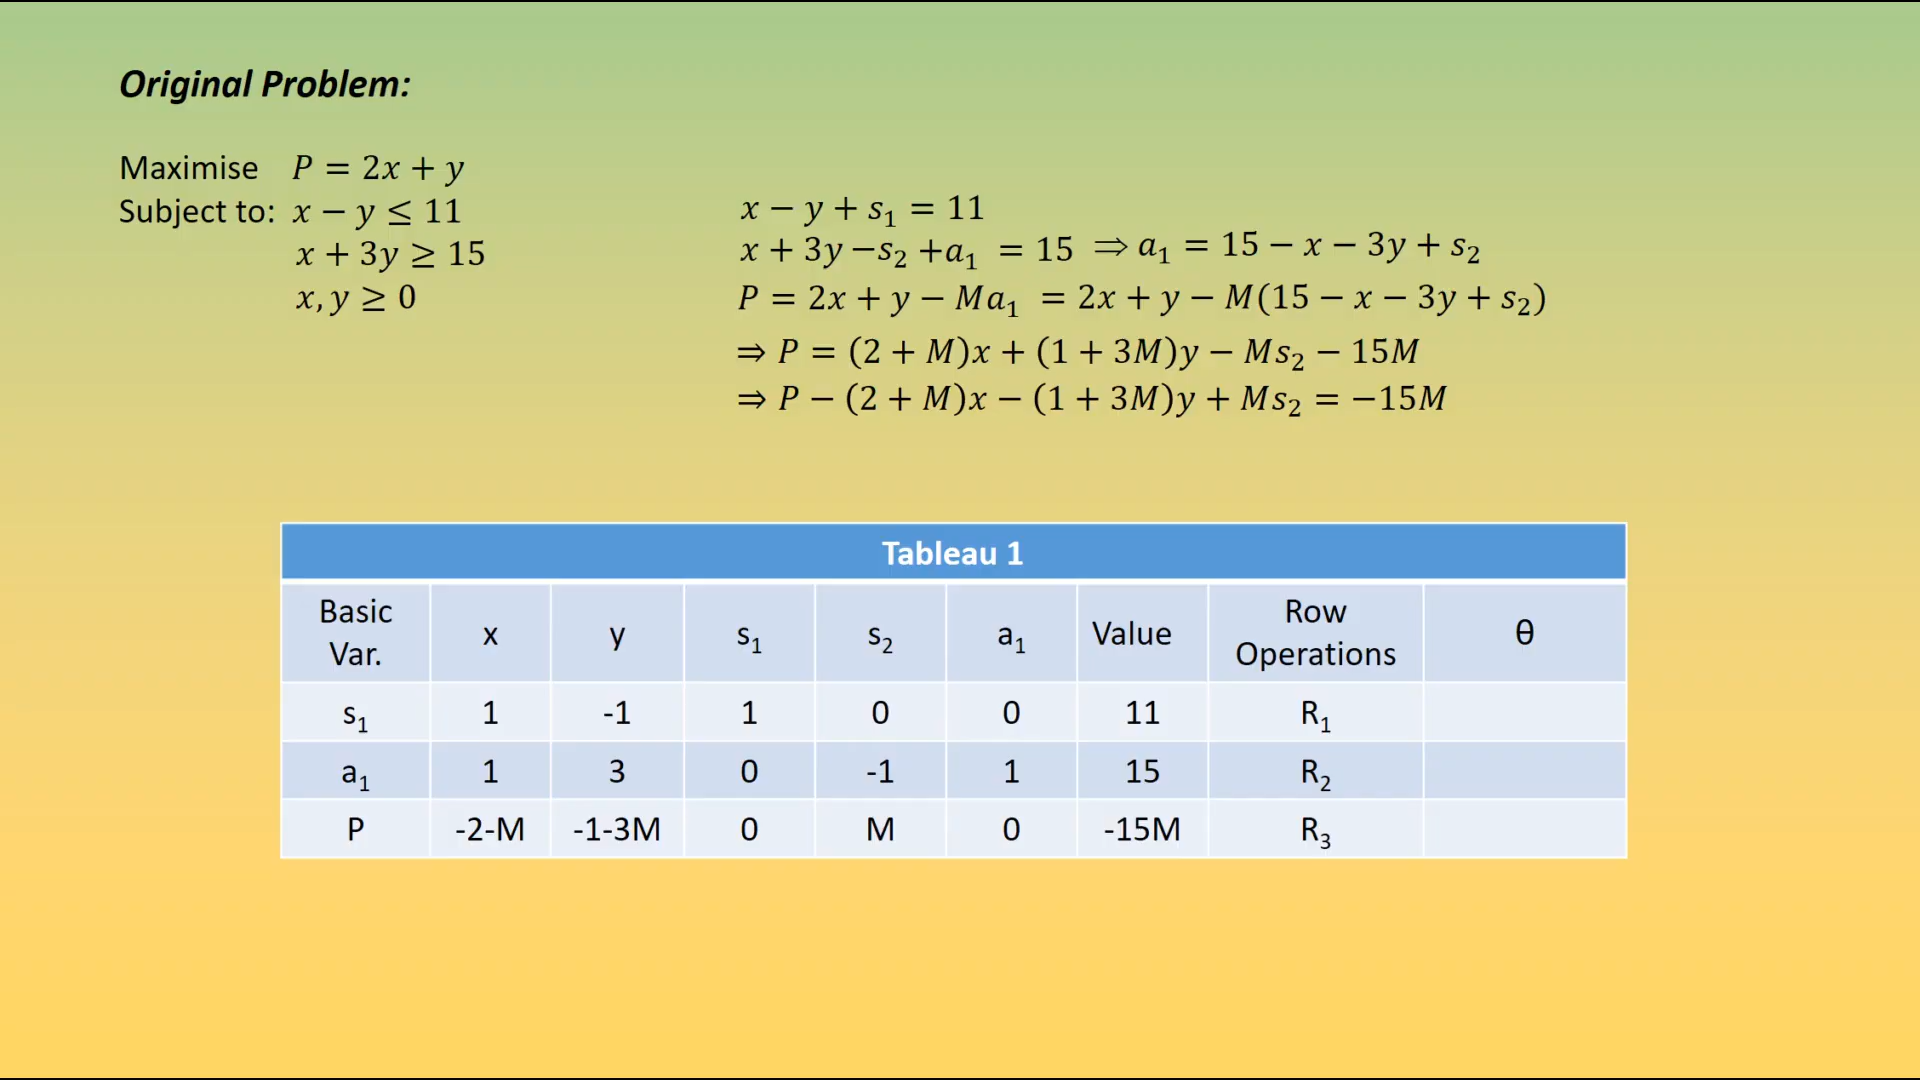 Original Problem:
Maximise P = 2x + y
Subject to: x − y ≤ 11
x + 3y ≥ 15
x, y ≥ 0
x − y + s₁ = 11
x + 3y −s₂ +a₁ = 15 ⇒ a₁ = 15 − x − 3y + s₂
P = 2x + y − Ma₁ = 2x + y − M(15 − x − 3y + s₂)
⇒ P = (2 + M)x + (1 + 3M)y − Ms₂ − 15M
⇒ P − (2 + M)x − (1 + 3M)y + Ms₂ = −15M
Tableau 1
Basic Var. x y s₁ s₂ a₁ Value Row Operations θ
s₁ 1 -1 1 0 0 11 R₁
a₁ 1 3 0 -1 1 15 R₂
P -2-M -1-3M 0 M 0 -15M R₃